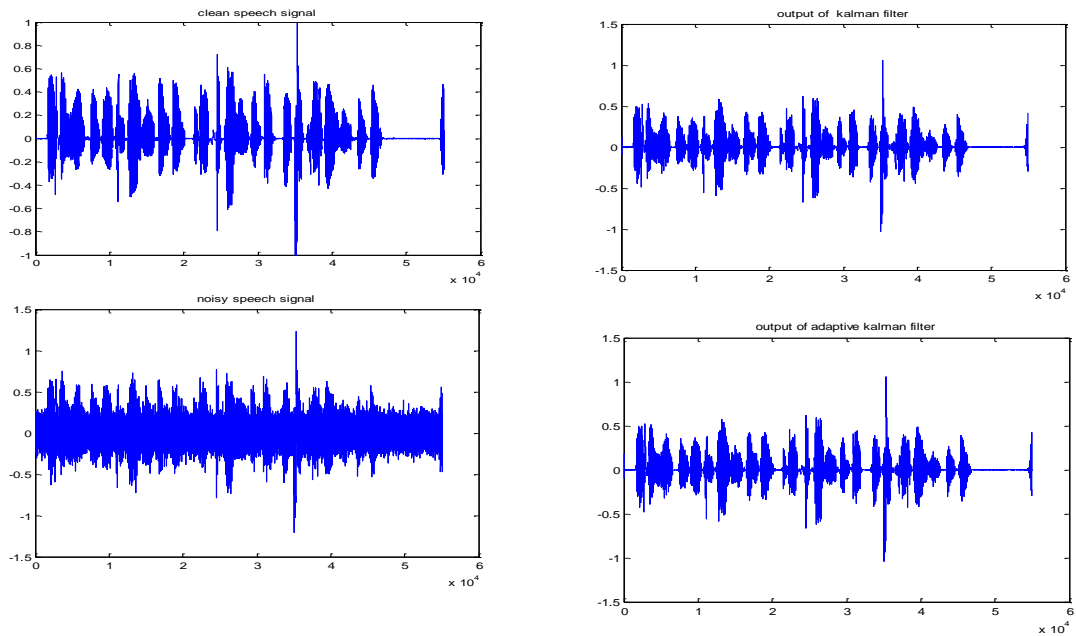 clean speech signal
1
0.8
0.6
0.4
0.2
0
-0.2
-0.4
-0.6
-0.8
-1
0 1 2 3 4 5 6
x 10^4
noisy speech signal
1.5
1
0.5
0
-0.5
-1
-1.5
0 1 2 3 4 5 6
x 10^4
output of kalman filter
1.5
1
0.5
0
-0.5
-1
-1.5
0 1 2 3 4 5 6
x 10^4
output of adaptive kalman filter
1.5
1
0.5
0
-0.5
-1
-1.5
0 1 2 3 4 5 6
x 10^4